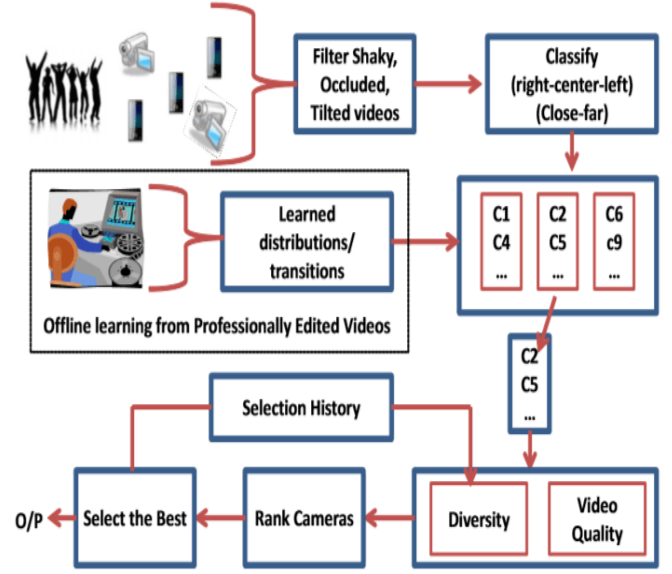 Filter Shaky,
Occluded,
Tilted videos
Classify
(right-center-left)
(Close-far)
Learned
distributions/
transitions
Offline learning from Professionally Edited Videos
C1
C4
...
C2
C5
...
C6
c9
...
C2
C5
...
Selection History
O/P
Select the Best
Rank Cameras
Diversity
Video
Quality